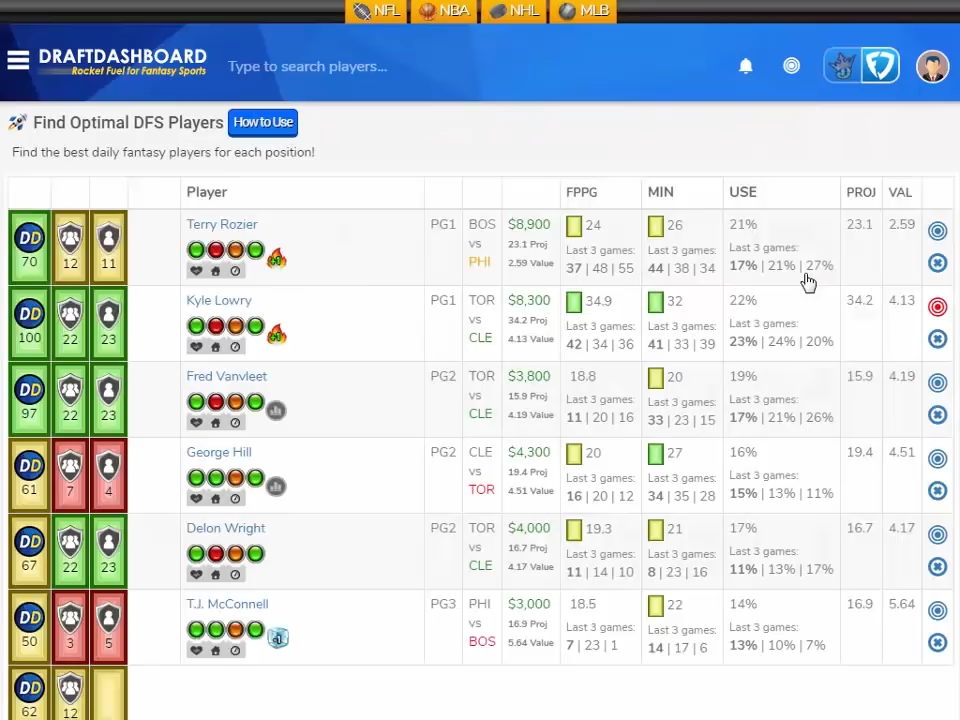 NFL NBA NHL MLB
DRAFTDASHBOARD
Rocket Fuel for Fantasy Sports
Type to search players...
Find Optimal DFS Players How to Use
Find the best daily fantasy players for each position!
Player FPPG MIN USE PROJ VAL
DD 70 12 11 Terry Rozier PG1 BOS $8,900 24 26 21% 23.1 2.59
vs 23.1 Proj Last 3 games: Last 3 games: Last 3 games:
PHI 2.59 Value 37 | 48 | 55 44 | 38 | 34 17% | 21% | 27%
DD 100 22 23 Kyle Lowry PG1 TOR $8,300 34.9 32 22% 34.2 4.13
vs 34.2 Proj Last 3 games: Last 3 games: Last 3 games:
CLE 4.13 Value 42 | 34 | 36 41 | 33 | 39 23% | 24% | 20%
DD 97 22 23 Fred Vanvleet PG2 TOR $3,800 18.8 20 19% 15.9 4.19
vs 15.9 Proj Last 3 games: Last 3 games: Last 3 games:
CLE 4.19 Value 11 | 20 | 16 33 | 23 | 15 17% | 21% | 26%
DD 61 7 4 George Hill PG2 CLE $4,300 20 27 16% 19.4 4.51
vs 19.4 Proj Last 3 games: Last 3 games: Last 3 games:
TOR 4.51 Value 16 | 20 | 12 34 | 35 | 28 15% | 13% | 11%
DD 67 22 23 Delon Wright PG2 TOR $4,000 19.3 21 17% 16.7 4.17
vs 16.7 Proj Last 3 games: Last 3 games: Last 3 games:
CLE 4.17 Value 11 | 14 | 10 8 | 23 | 16 11% | 13% | 17%
DD 50 3 5 T.J. McConnell PG3 PHI $3,000 18.5 22 14% 16.9 5.64
vs 16.9 Proj Last 3 games: Last 3 games: Last 3 games:
BOS 5.64 Value 7 | 23 | 1 14 | 17 | 6 13% | 10% | 7%
DD 62 12